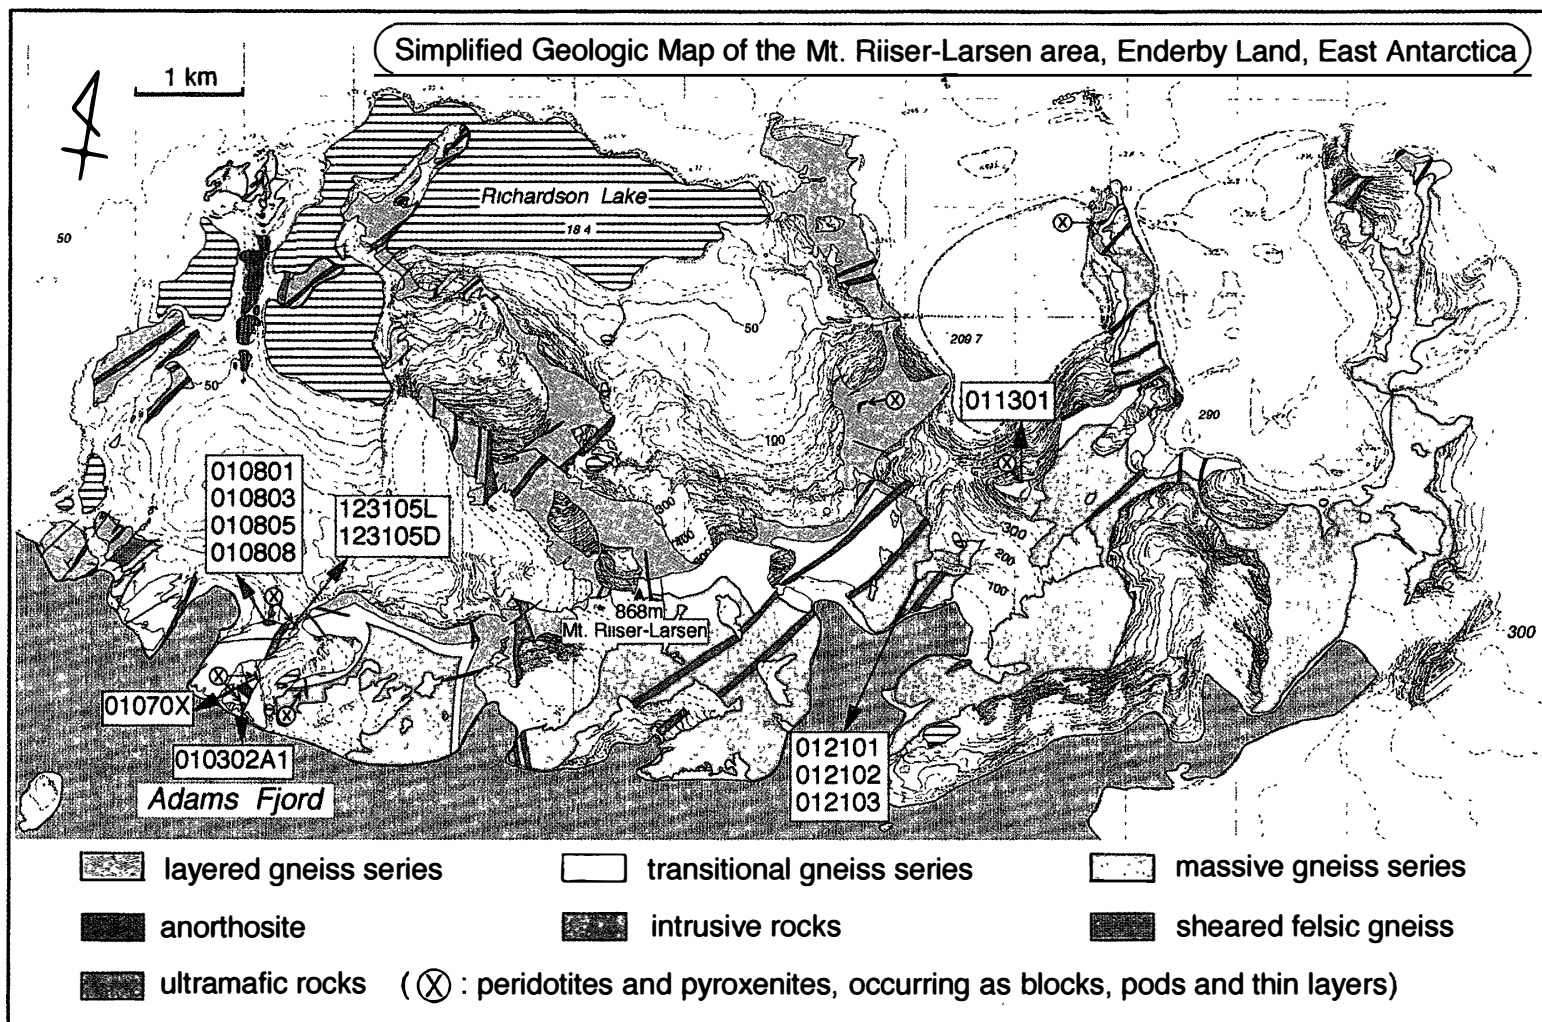 Simplified Geologic Map of the Mt. Riiser-Larsen area, Enderby Land, East Antarctica
1 km
Richardson Lake
18 4
50
50
50
209 7
011301
290
100
010801
010803
010805
010808
123105L
123105D
300
300
200
100
868m
Mt. Riiser-Larsen
300
01070X
010302A1
012101
012102
012103
Adams Fjord
layered gneiss series
transitional gneiss series
massive gneiss series
anorthosite
intrusive rocks
sheared felsic gneiss
ultramafic rocks
(Ⓧ : peridotites and pyroxenites, occurring as blocks, pods and thin layers)